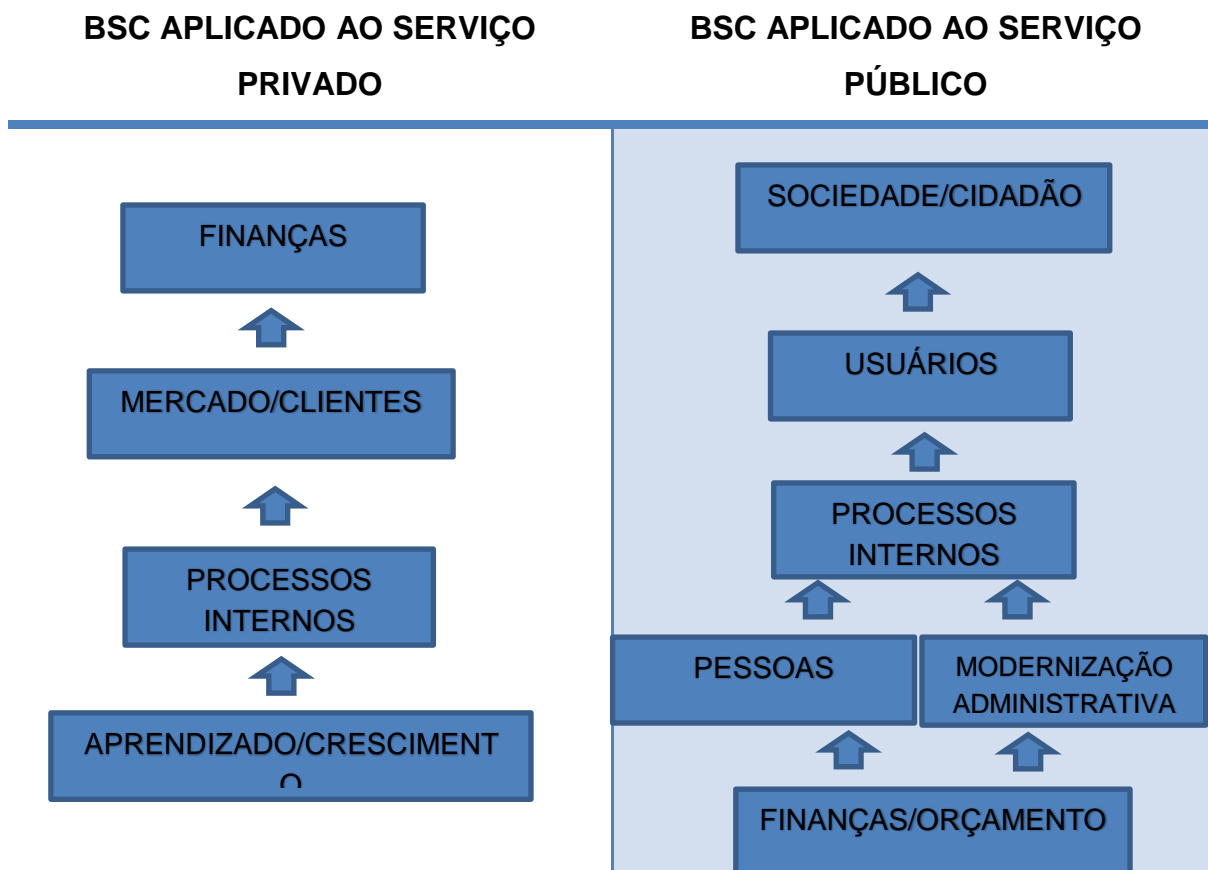 BSC APLICADO AO SERVIÇO
PRIVADO
FINANÇAS
MERCADO/CLIENTES
PROCESSOS
INTERNOS
APRENDIZADO/CRESCIMENT
O
BSC APLICADO AO SERVIÇO
PÚBLICO
SOCIEDADE/CIDADÃO
USUÁRIOS
PROCESSOS
INTERNOS
PESSOAS
MODERNIZAÇÃO
ADMINISTRATIVA
FINANÇAS/ORÇAMENTO